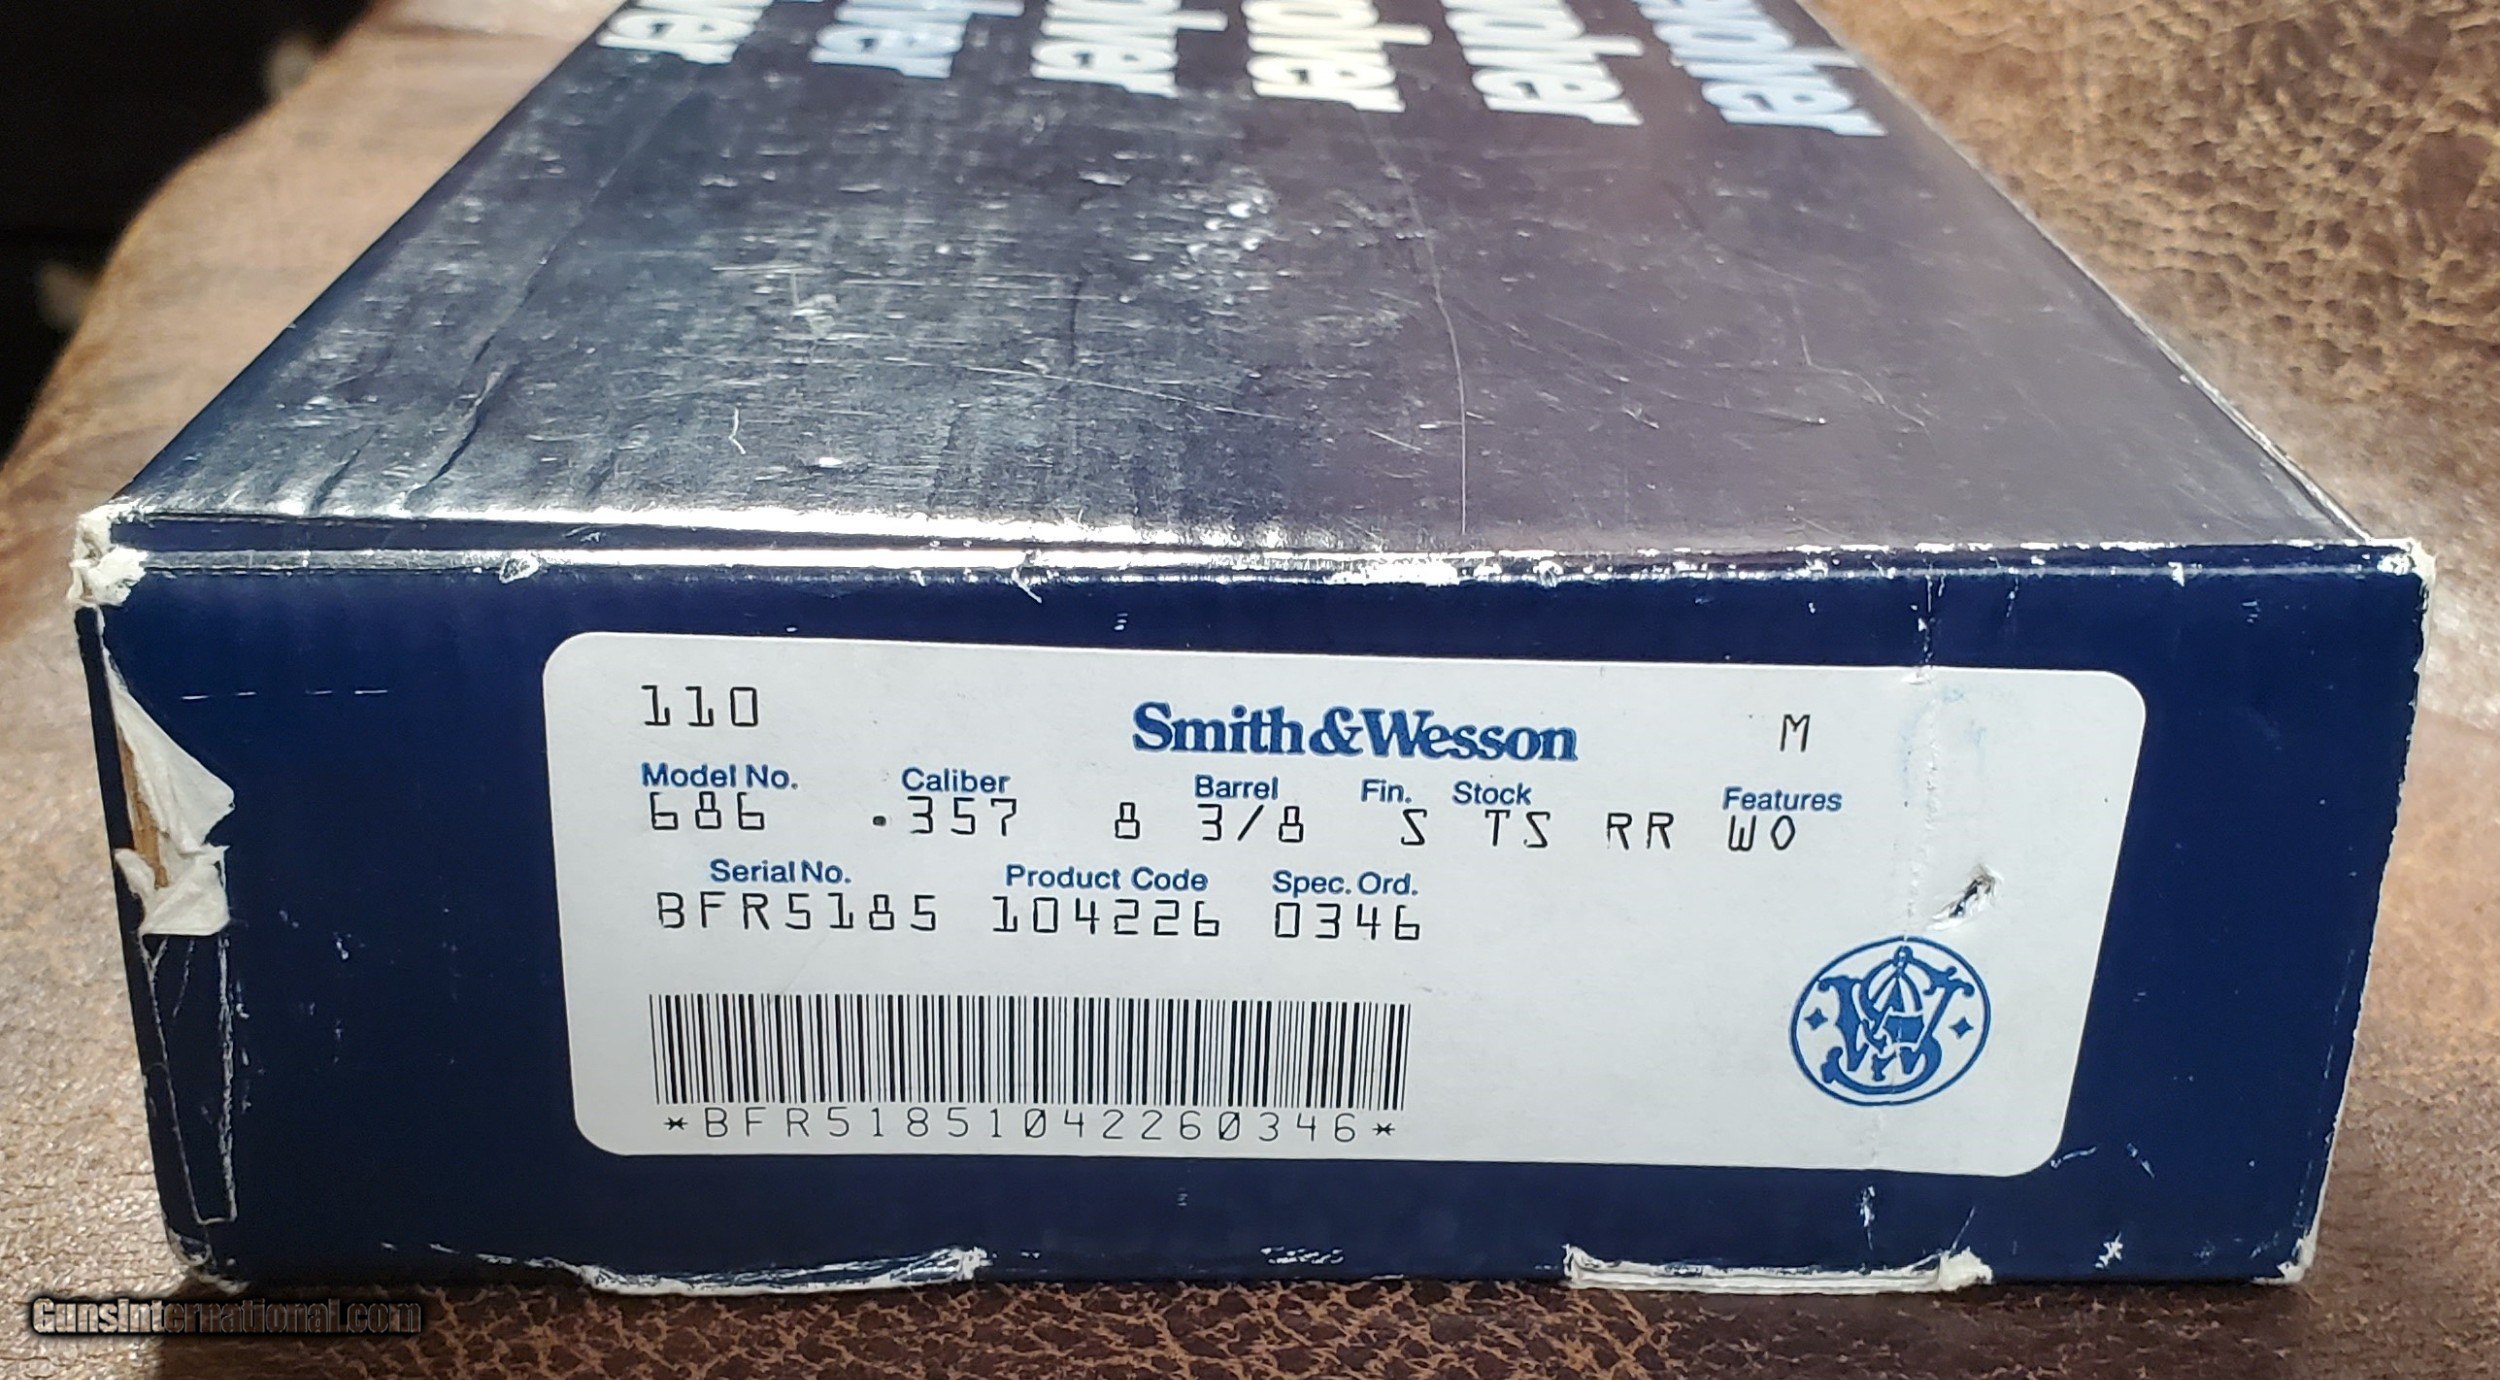 110 Smith&Wesson M
Model No. Caliber Barrel Fin. Stock Features
686 .357 8 3/8 S TS RR WO
Serial No. Product Code Spec. Ord.
BFR5185 104226 0346
*BFR51851042260346*
GunsInternational.com